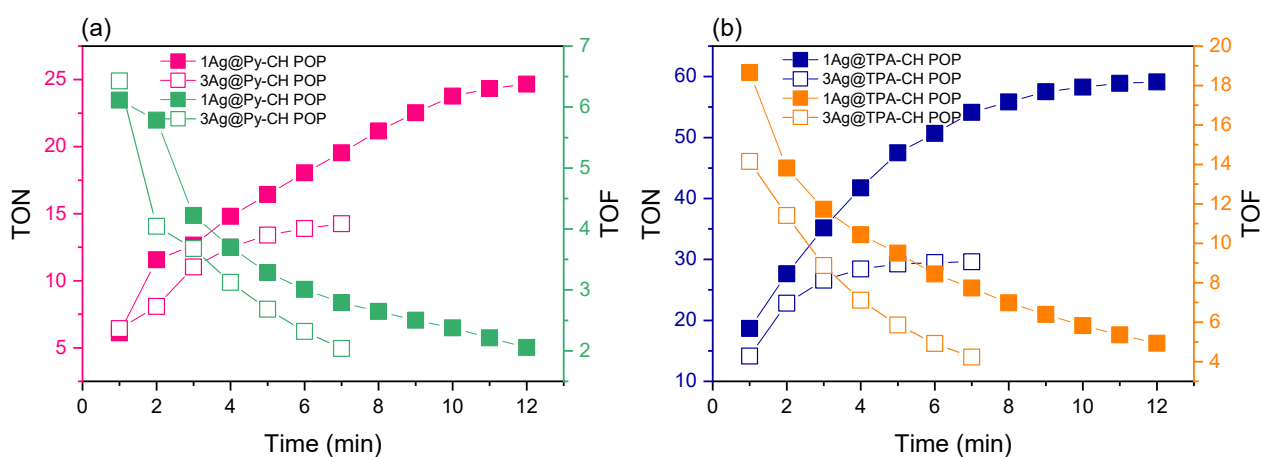 (a)
1Ag@Py-CH POP
3Ag@Py-CH POP
1Ag@Py-CH POP
3Ag@Py-CH POP
TON
25
20
15
10
5
TOF
7
6
5
4
3
2
0 2 4 6 8 10 12
Time (min)
(b)
1Ag@TPA-CH POP
3Ag@TPA-CH POP
1Ag@TPA-CH POP
3Ag@TPA-CH POP
TON
60
50
40
30
20
10
TOF
20
18
16
14
12
10
8
6
4
0 2 4 6 8 10 12
Time (min)